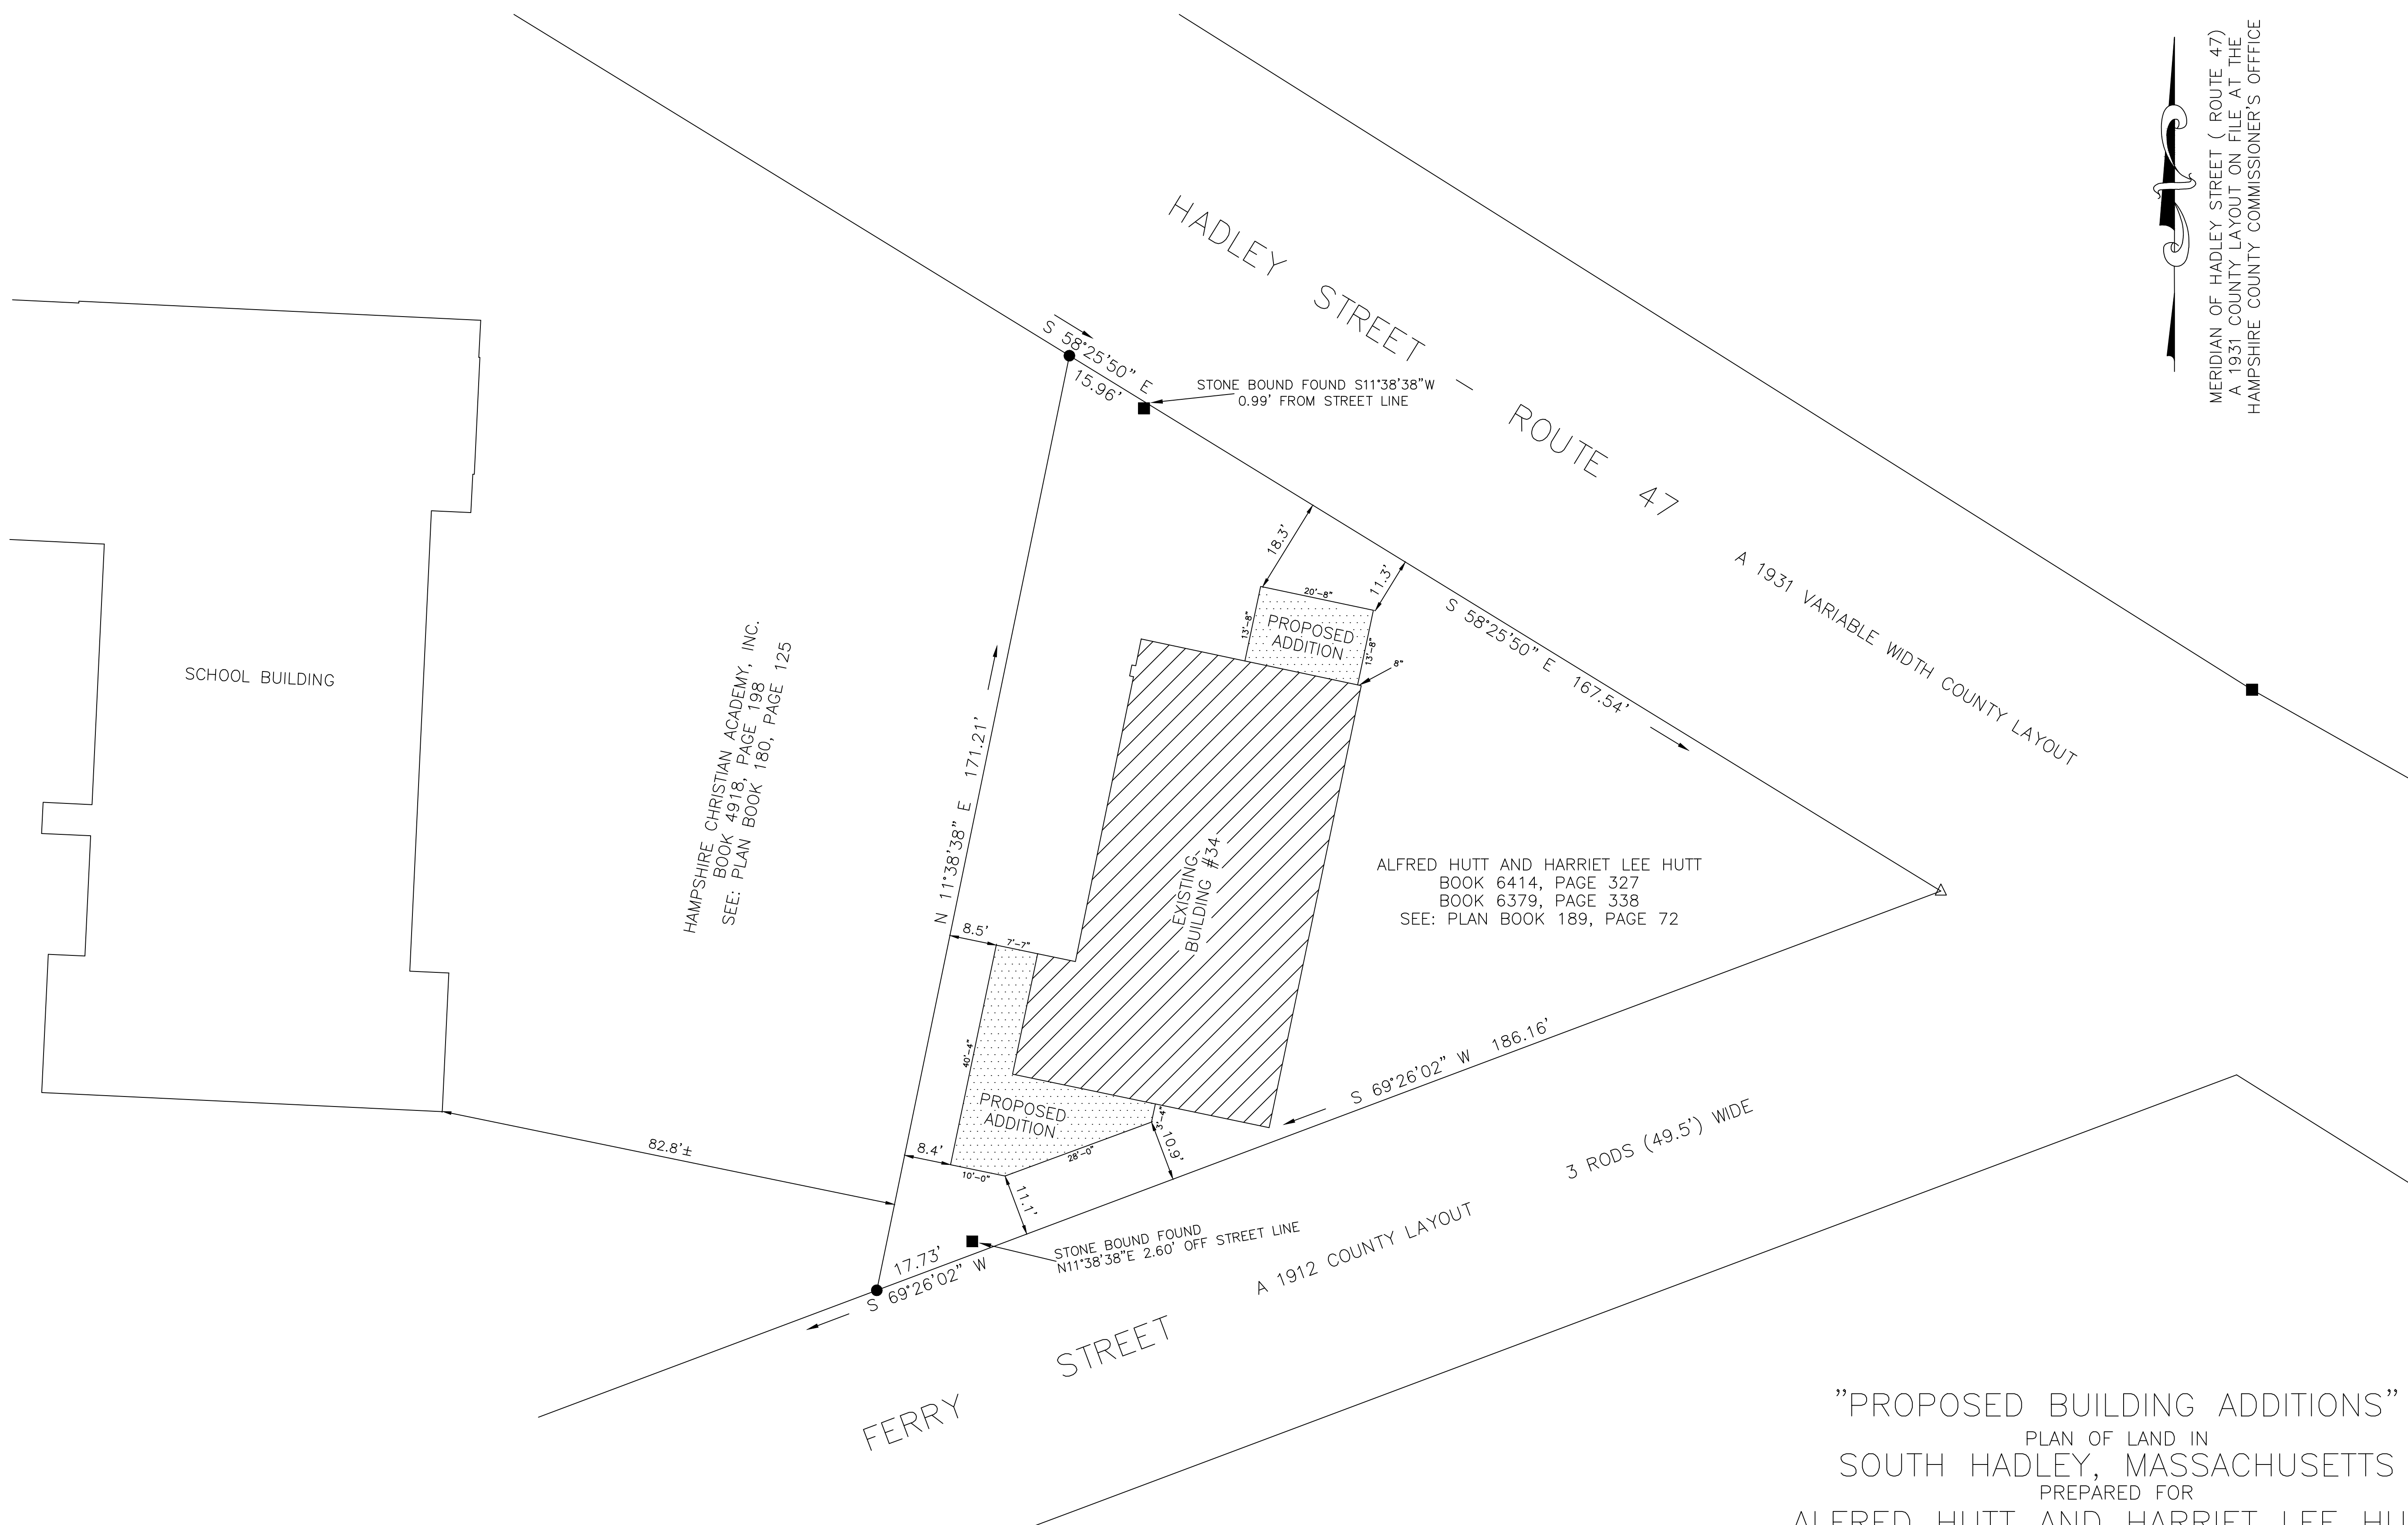 MERIDIAN OF HADLEY STREET ( ROUTE 47)
A 1931 COUNTY LAYOUT ON FILE AT THE
HAMPSHIRE COUNTY COMMISSIONER'S OFFICE
HADLEY STREET - ROUTE 47
A 1931 VARIABLE WIDTH COUNTY LAYOUT
S 58°25'50" E
15.96'
STONE BOUND FOUND S11°38'38"W
0.99' FROM STREET LINE
18.3'
11.3'
20'-8"
13'-8"
PROPOSED
ADDITION
13'-8"
8"
S 58°25'50" E 167.54'
SCHOOL BUILDING
HAMPSHIRE CHRISTIAN ACADEMY, INC.
BOOK 4918, PAGE 198
SEE: PLAN BOOK 180, PAGE 125
N 11°38'38" E 171.21'
EXISTING
BUILDING #34
ALFRED HUTT AND HARRIET LEE HUTT
BOOK 6414, PAGE 327
BOOK 6379, PAGE 338
SEE: PLAN BOOK 189, PAGE 72
8.5'
7'-7"
40'-4"
PROPOSED
ADDITION
8.4'
10'-0"
28'-0"
3'-4"
10.9'
11.1'
82.8'±
S 69°26'02" W 186.16'
3 RODS (49.5') WIDE
STONE BOUND FOUND
N11°38'38"E 2.60' OFF STREET LINE
17.73'
S 69°26'02" W
A 1912 COUNTY LAYOUT
FERRY STREET
"PROPOSED BUILDING ADDITIONS"
PLAN OF LAND IN
SOUTH HADLEY, MASSACHUSETTS
PREPARED FOR
ALFRED HUTT AND HARRIET LEE HU